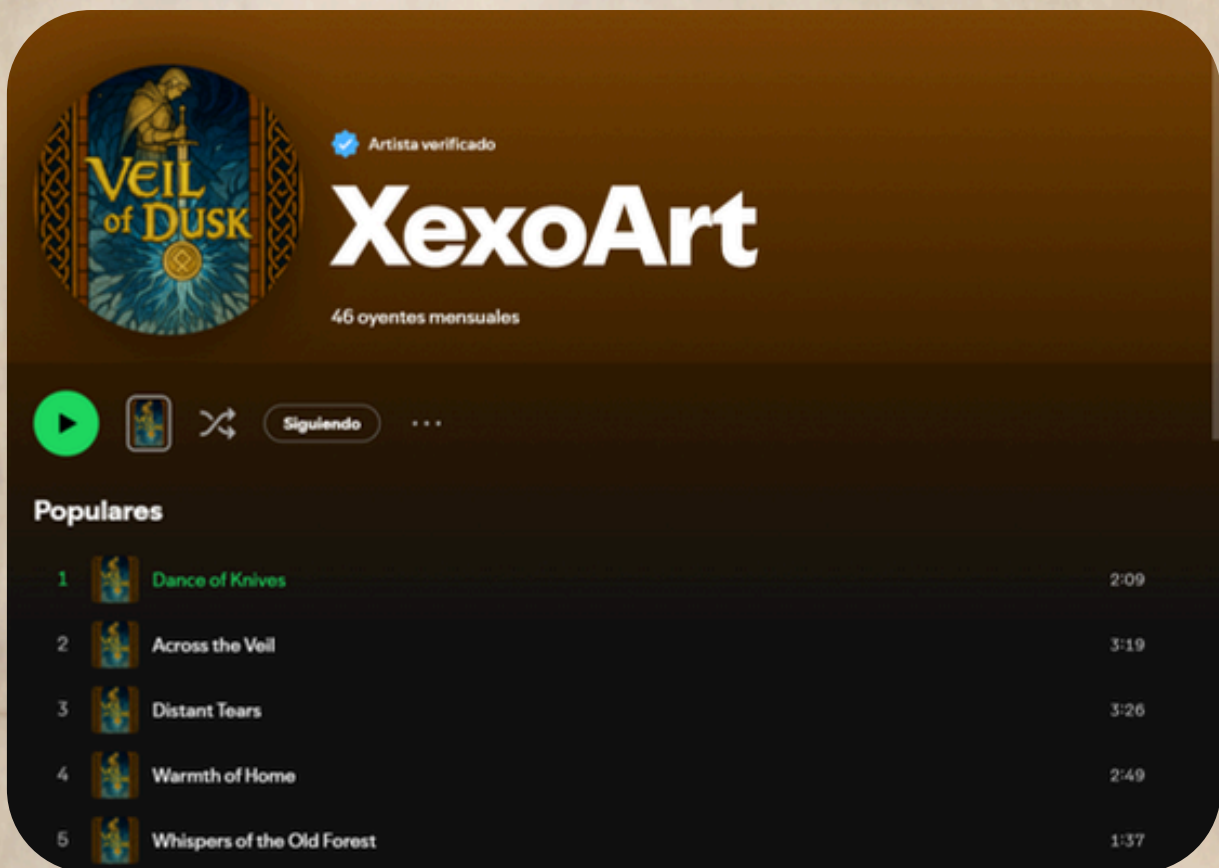 VEIL
of DUSK
Artista verificado
XexoArt
46 oyentes mensuales
Siguiendo
Populares
1 Dance of Knives 2:09
2 Across the Veil 3:19
3 Distant Tears 3:26
4 Warmth of Home 2:49
5 Whispers of the Old Forest 1:37